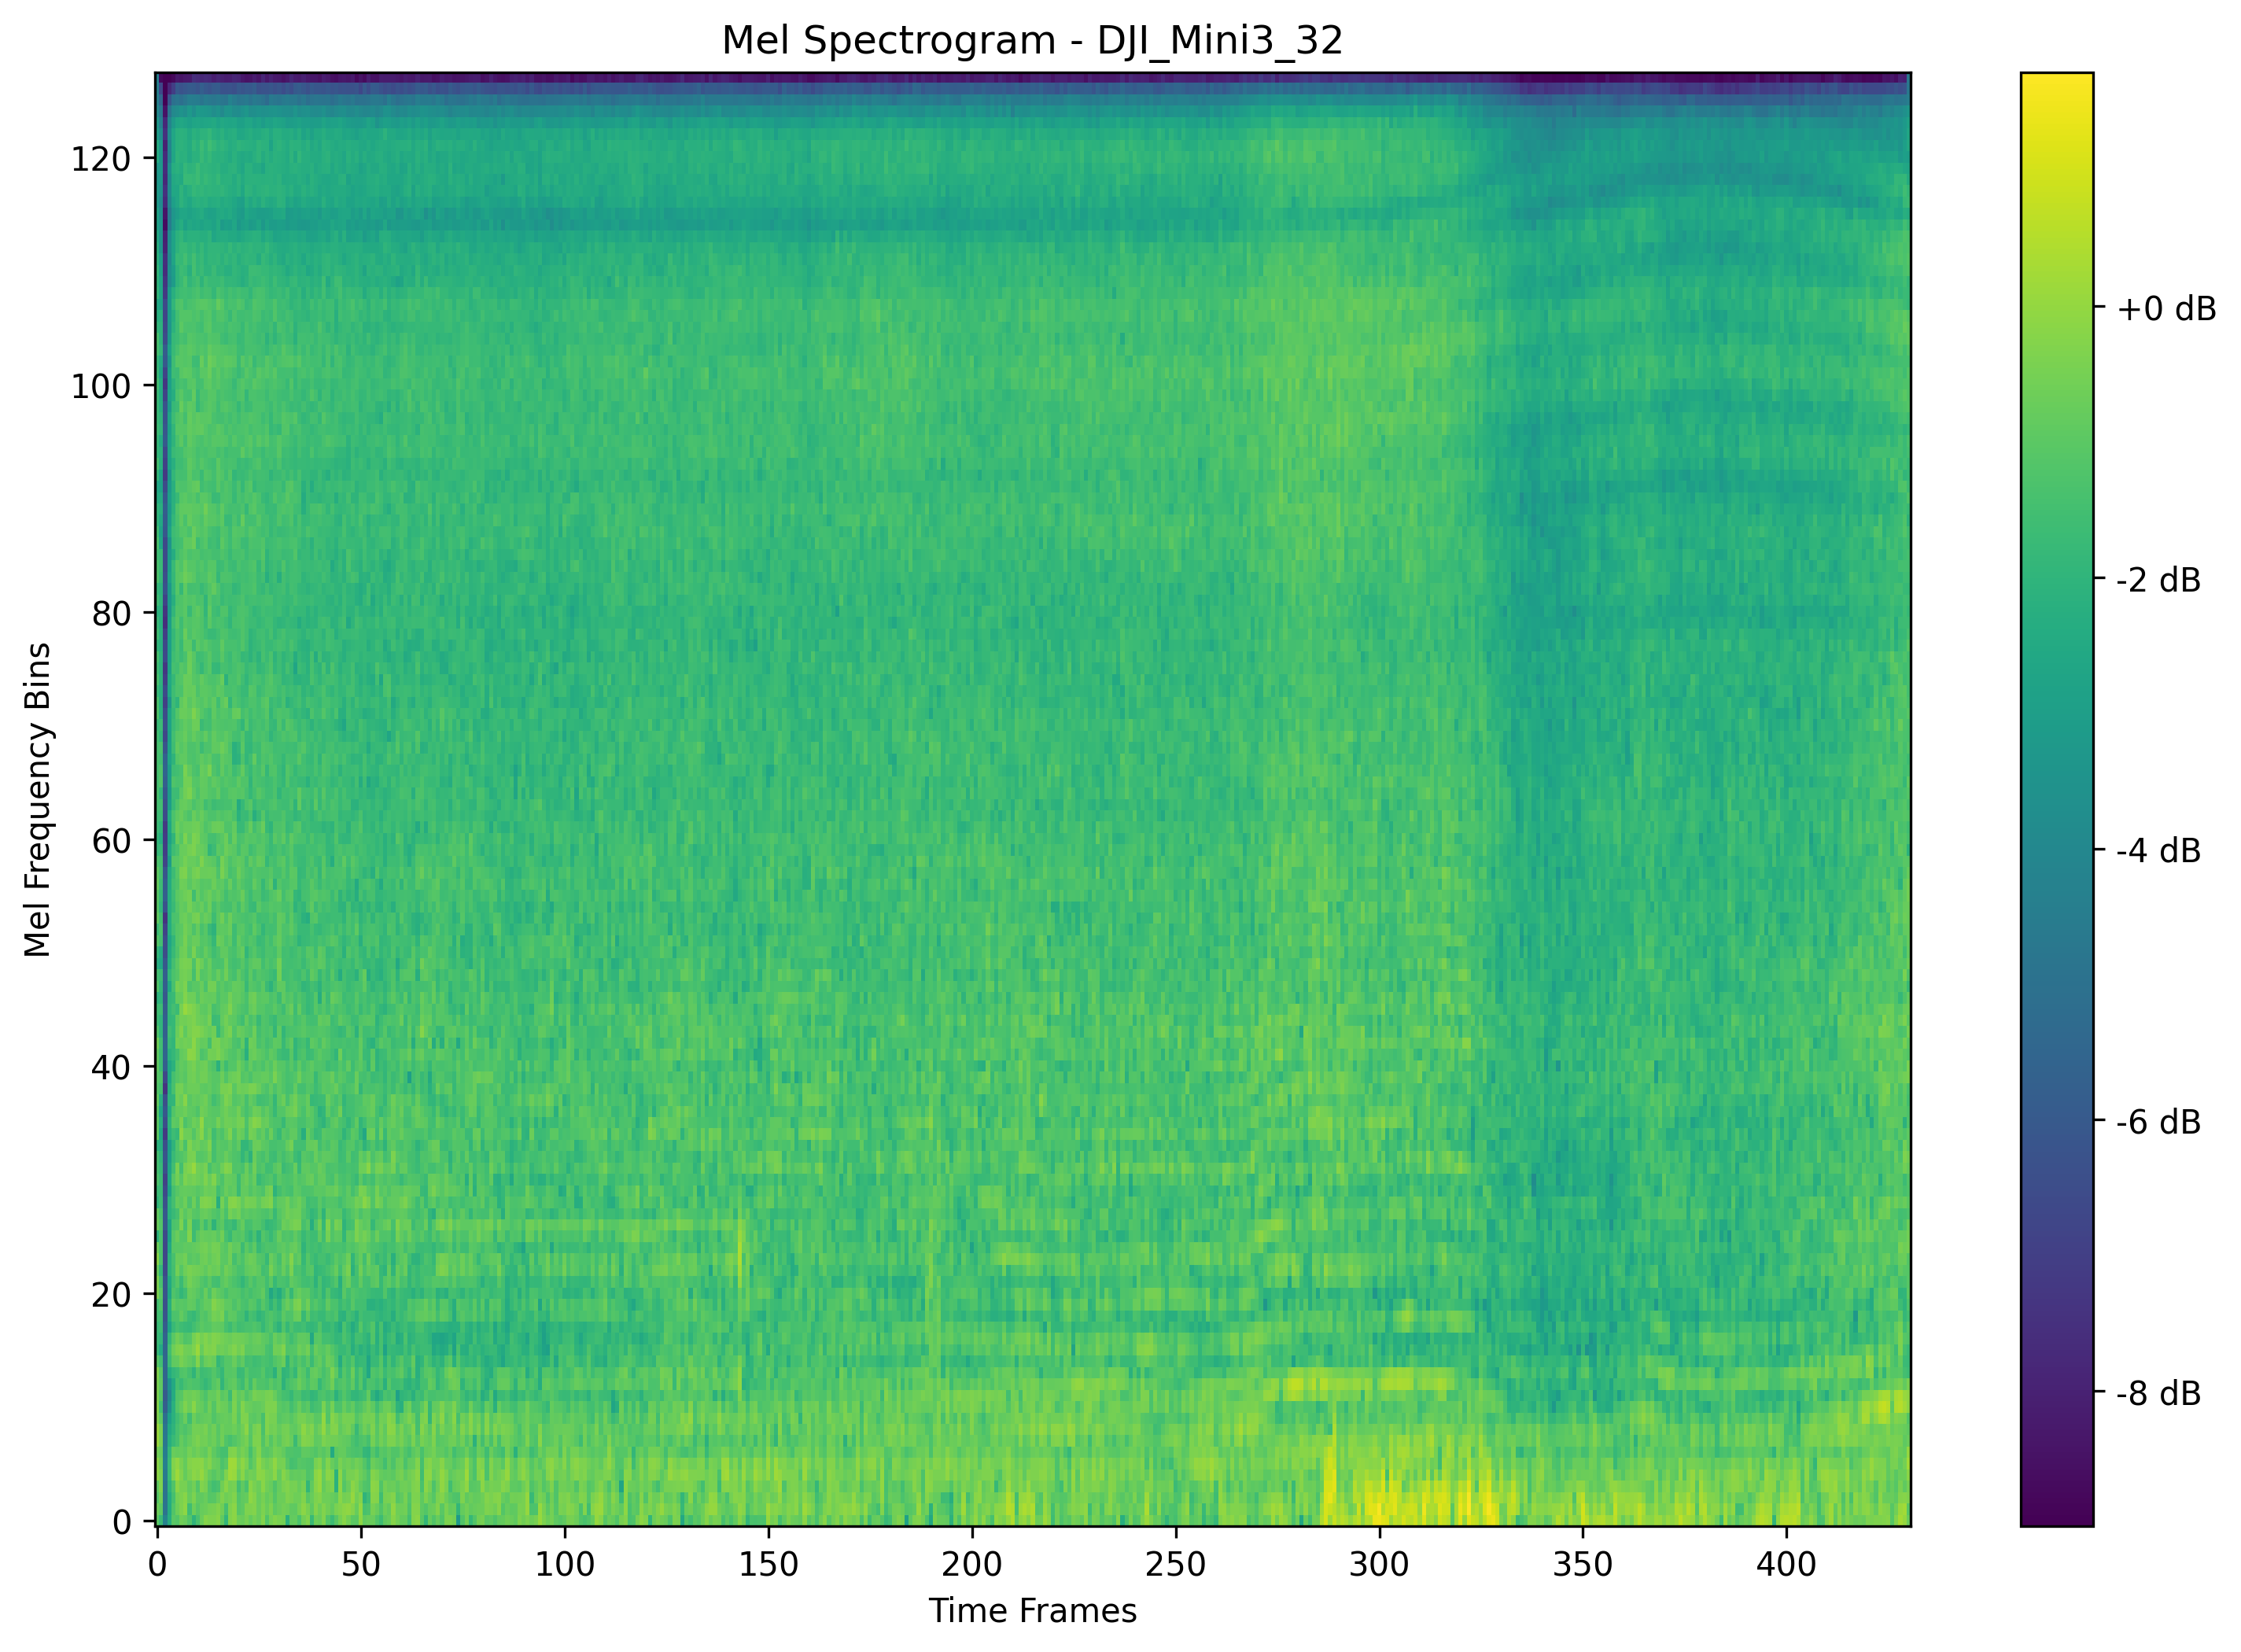 Mel Spectrogram - DJI_Mini3_32
Mel Frequency Bins
120
100
80
60
40
20
0
0 50 100 150 200 250 300 350 400
Time Frames
+0 dB
-2 dB
-4 dB
-6 dB
-8 dB